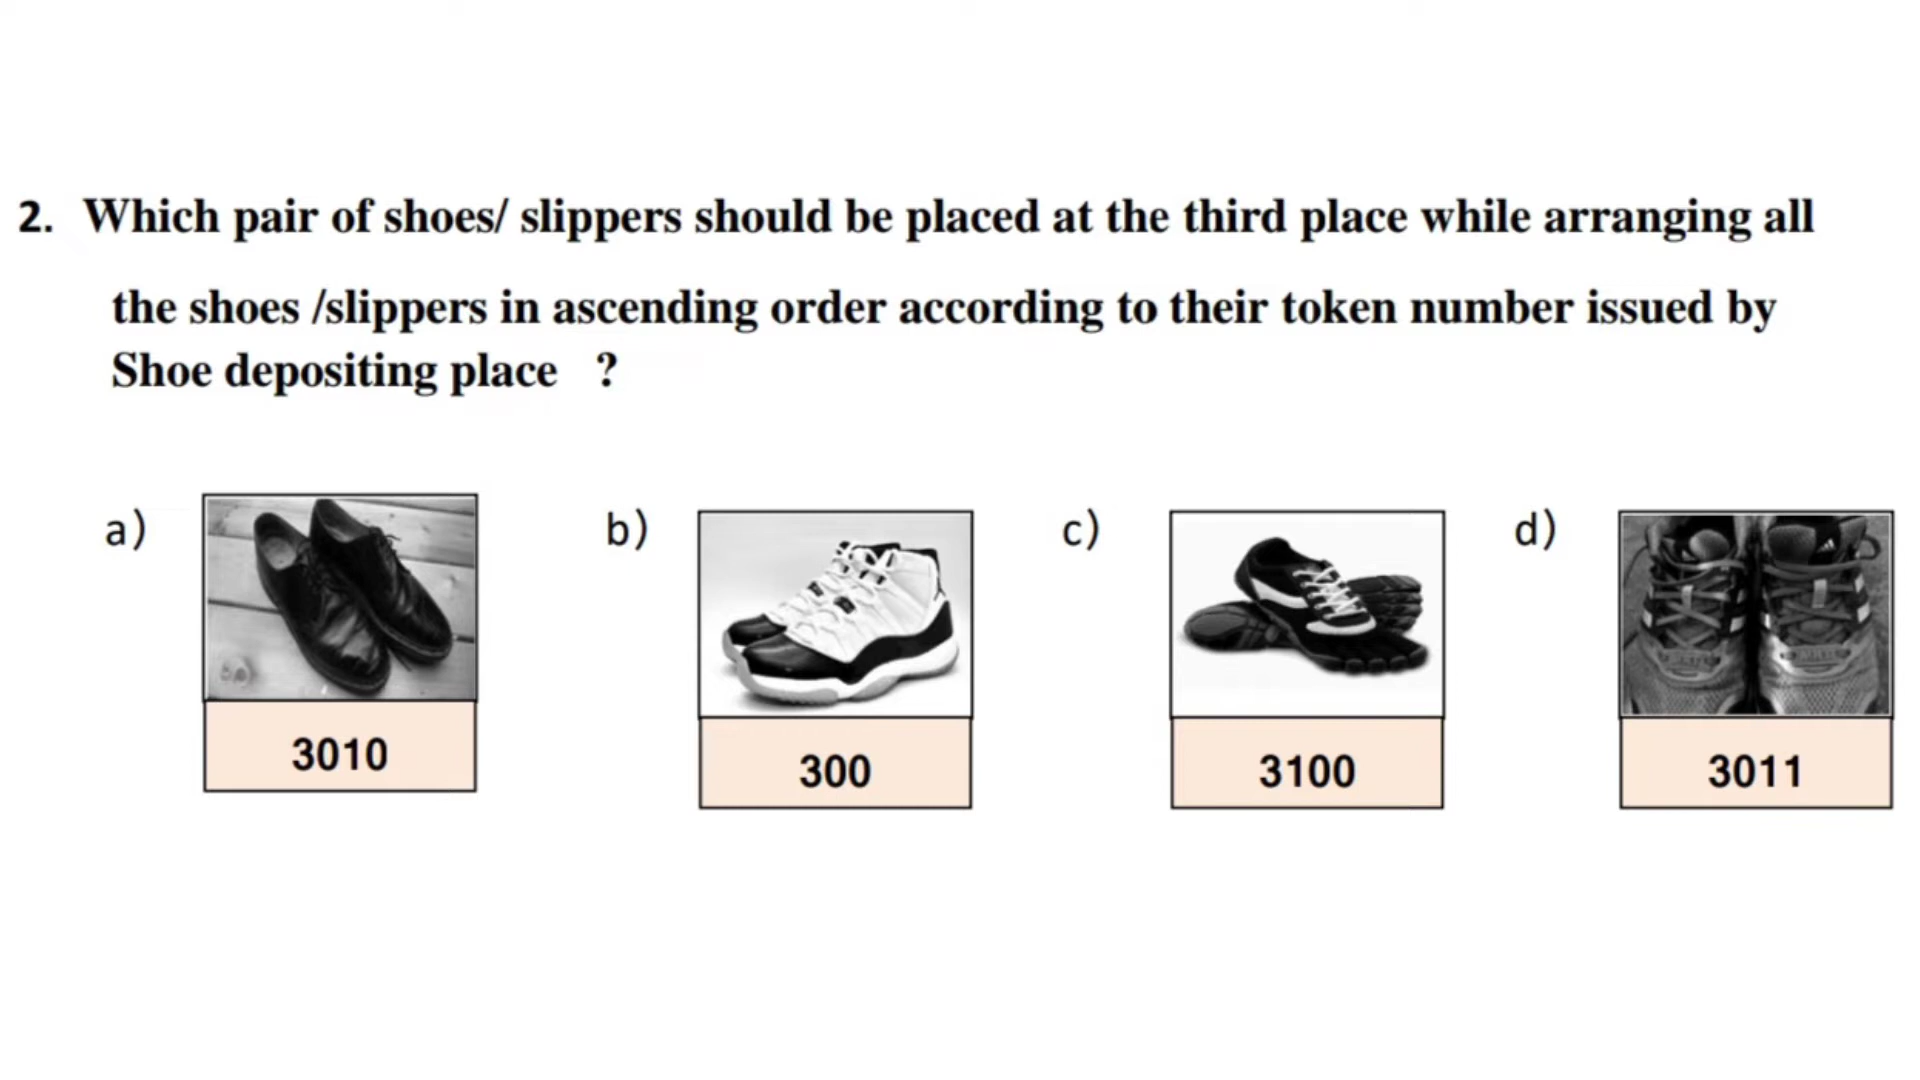 2. Which pair of shoes/ slippers should be placed at the third place while arranging all
the shoes /slippers in ascending order according to their token number issued by
Shoe depositing place ?
a) b) c) d)
3010 300 3100 3011